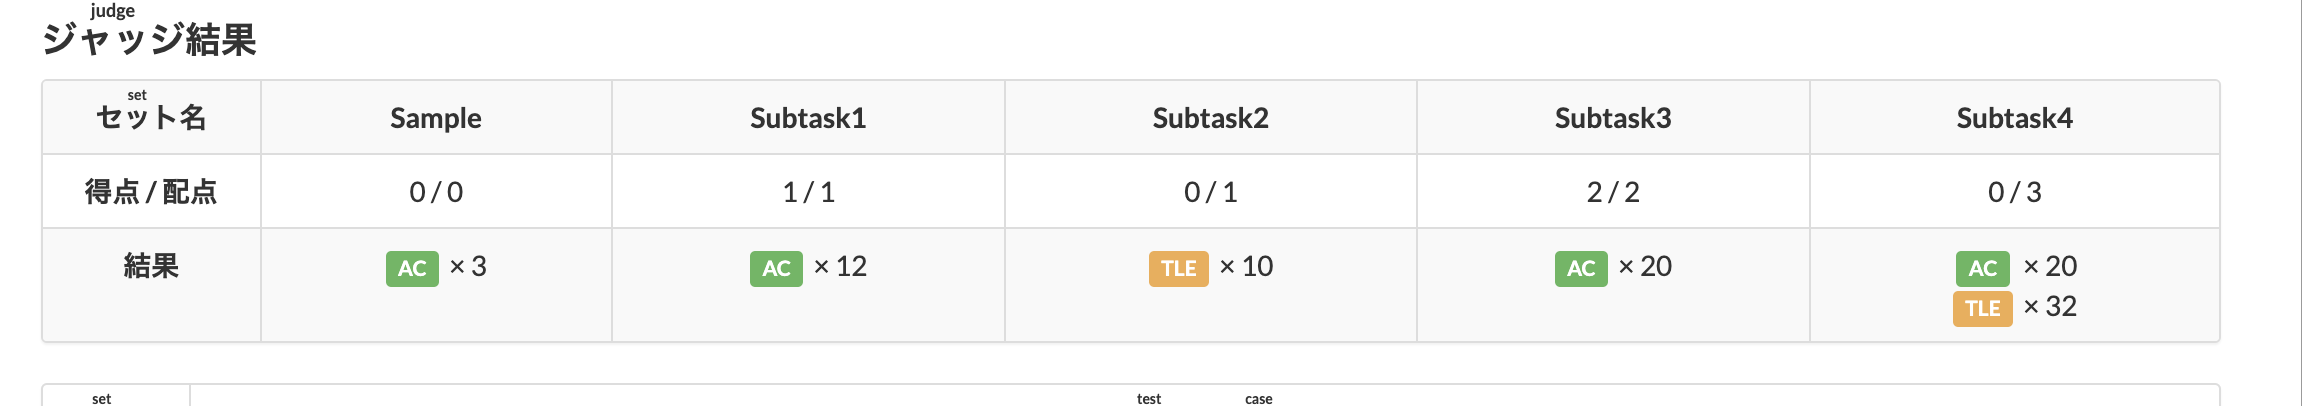 judge
ジャッジ結果
set
セット名 Sample Subtask1 Subtask2 Subtask3 Subtask4
得点 / 配点 0 / 0 1 / 1 0 / 1 2 / 2 0 / 3
結果 AC × 3 AC × 12 TLE × 10 AC × 20 AC × 20
TLE × 32
set test case